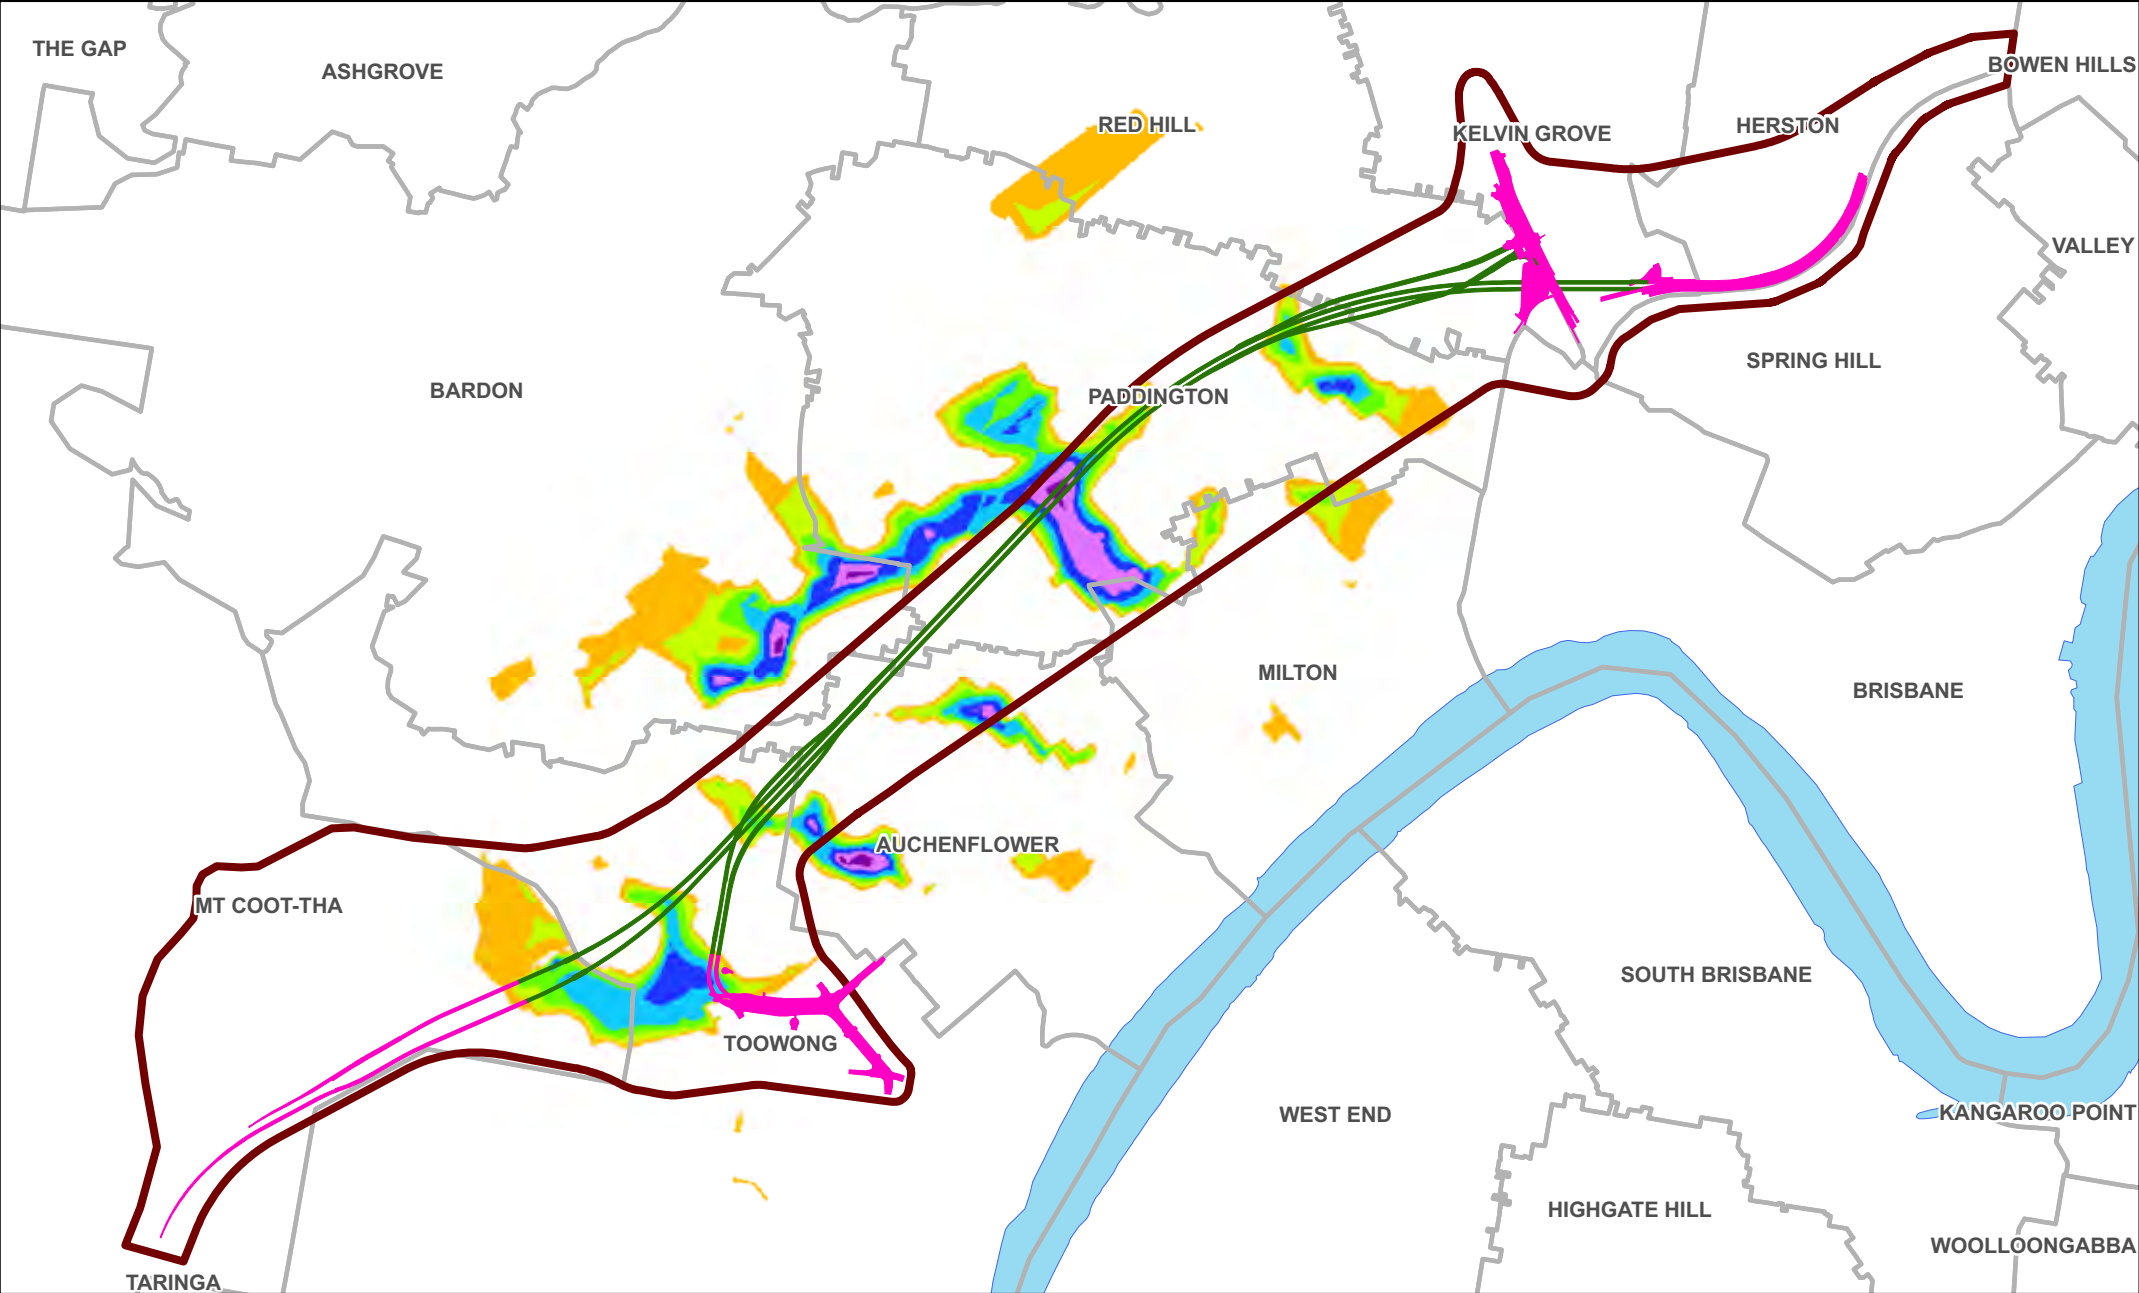 THE GAP
ASHGROVE
RED HILL
KELVIN GROVE
HERSTON
BOWEN HILLS
VALLEY
BARDON
PADDINGTON
SPRING HILL
MILTON
BRISBANE
AUCHENFLOWER
MT COOT-THA
SOUTH BRISBANE
TOOWONG
WEST END
KANGAROO POINT
HIGHGATE HILL
WOOLLOONGABBA
TARINGA